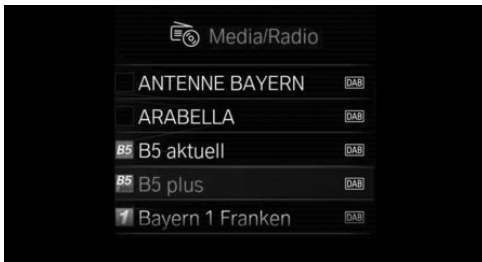 Media/Radio
ANTENNE BAYERN DAB
ARABELLA DAB
B5 B5 aktuell DAB
B5 B5 plus DAB
1 Bayern 1 Franken DAB